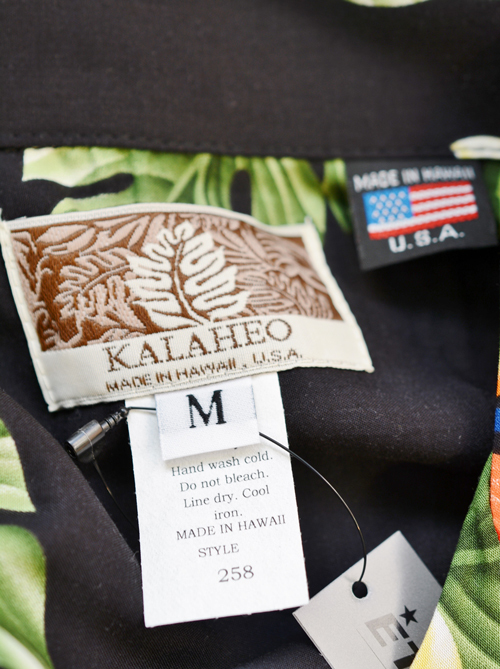 MADE IN HAWAII
U.S.A.
KALAHEO
MADE IN HAWAII, U.S.A.
M
Hand wash cold.
Do not bleach.
Line dry. Cool
iron.
MADE IN HAWAII
STYLE
258